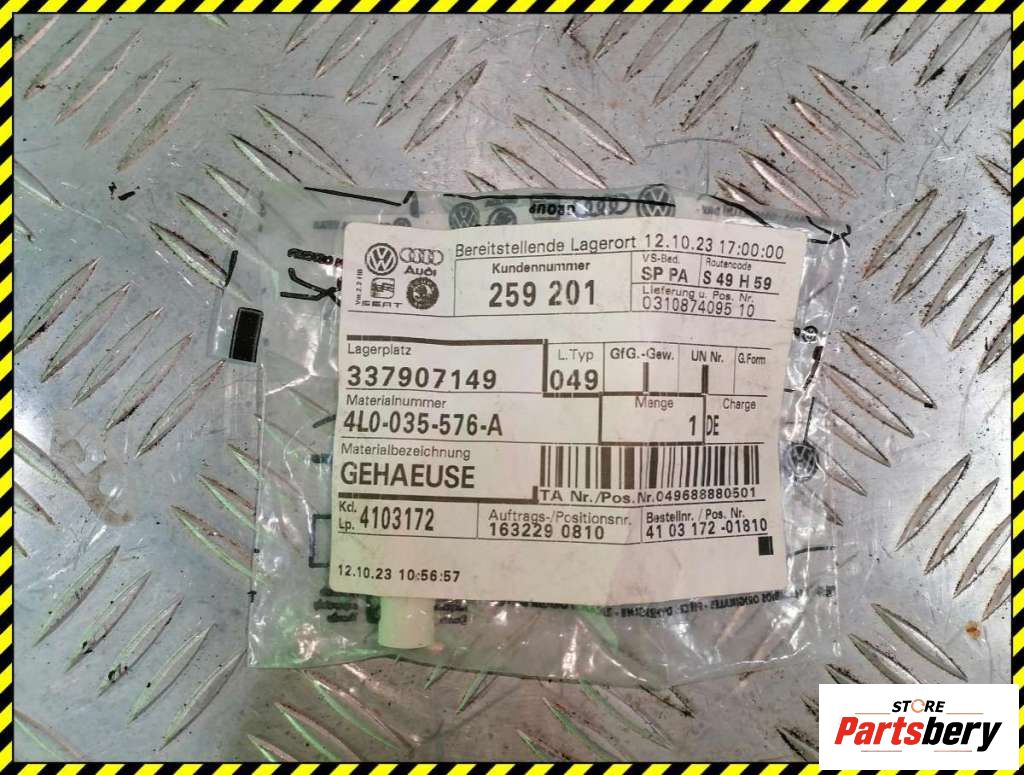 GROUP
Bereitstellende Lagerort 12.10.23 17:00:00
Audi
SEAT
Kundennummer
259 201
VS-Bed.
SP PA
Routencode
S 49 H 59
Lieferung u. Pos. Nr.
0310874095 10
Lagerplatz
337907149
L.Typ
049
GfG.-Gew.
UN Nr.
G.Form
Materialnummer
4L0-035-576-A
Menge
1
Charge
DE
Materialbezeichnung
GEHAEUSE
TA Nr./Pos.Nr.049688880501
Kd.
Lp. 4103172
Auftrags-/Positionsnr.
163229 0810
Bestellnr. / Pos. Nr.
41 03 172 -01810
12.10.23 10:56:57
STORE
Partsbery